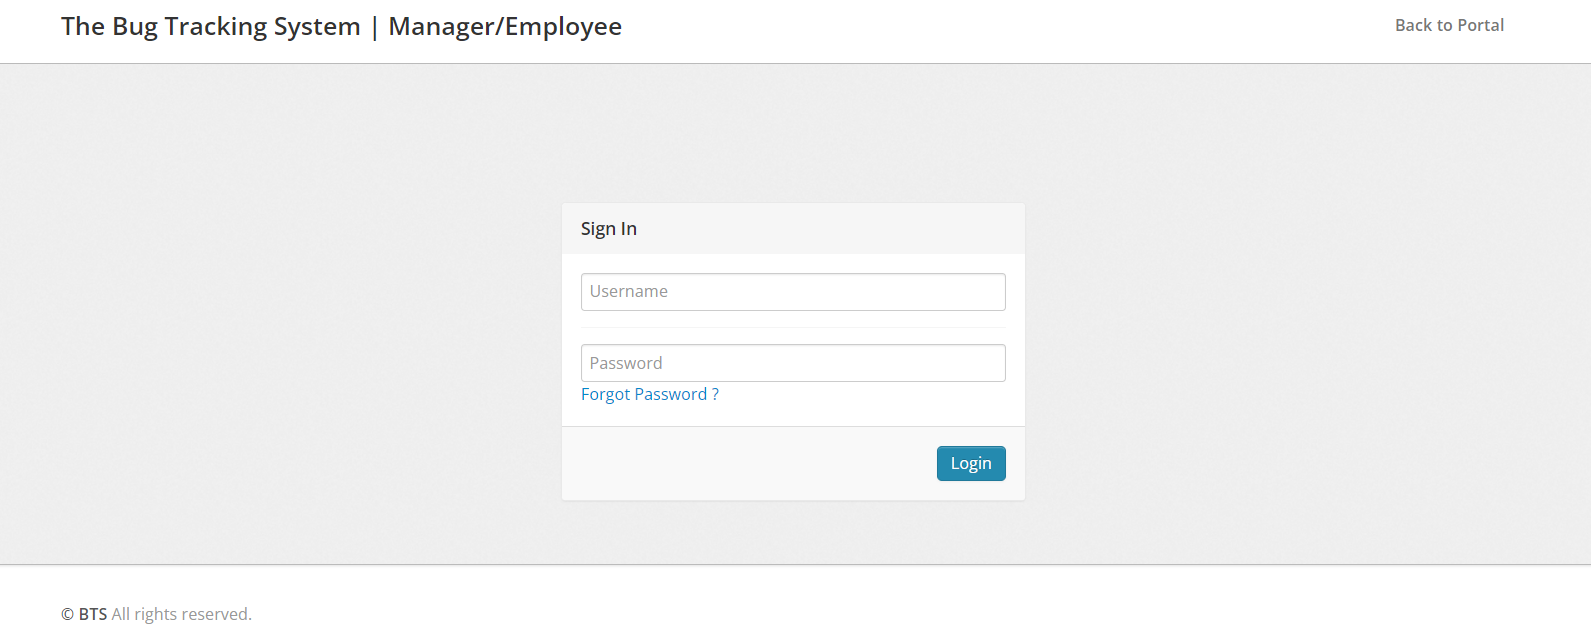 The Bug Tracking System | Manager/Employee
Back to Portal
Sign In
Username
Password
Forgot Password ?
Login
© BTS All rights reserved.